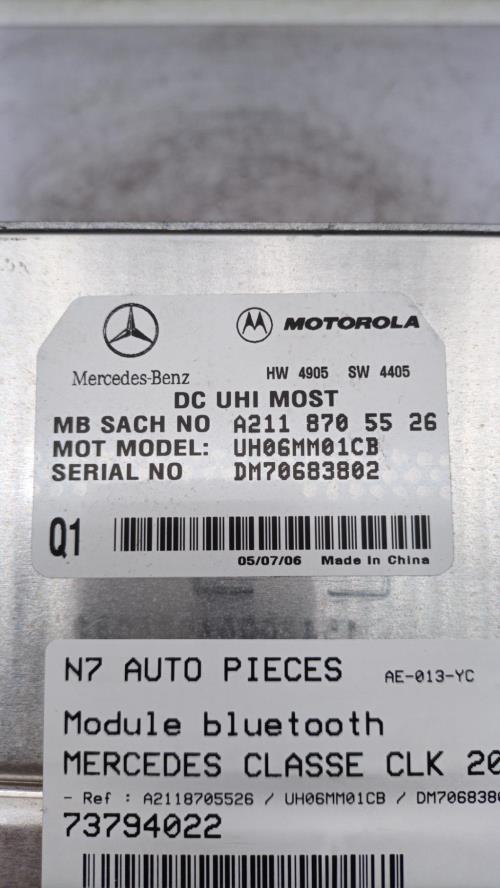 MOTOROLA
Mercedes-Benz
HW 4905 SW 4405
DC UHI MOST
MB SACH NO A211 870 55 26
MOT MODEL: UH06MM01CB
SERIAL NO DM70683802
Q1
05/07/06 Made In China
N7 AUTO PIECES AE-013-YC
Module bluetooth
MERCEDES CLASSE CLK 20
- Ref : A2118705526 / UH06MM01CB / DM7068380
73794022